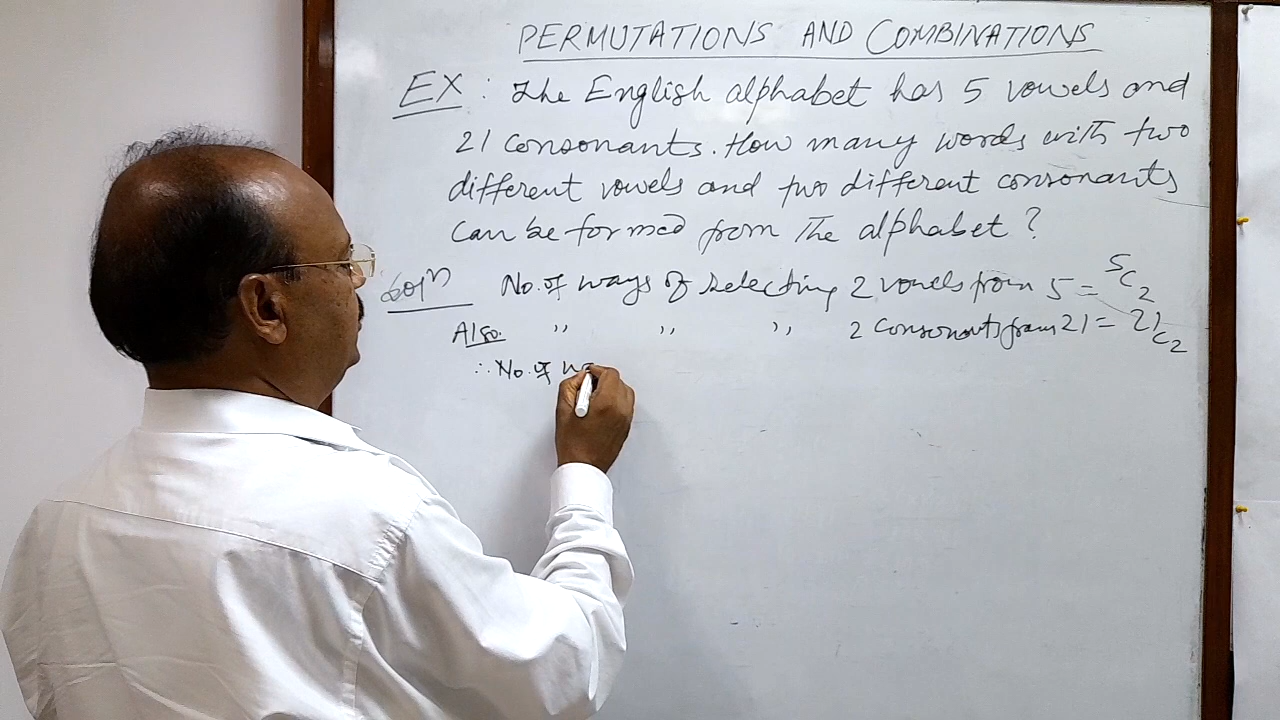 PERMUTATIONS AND COMBINATIONS
EX : The English alphabet has 5 vowels and
21 consonants. How many words with two
different vowels and two different consonants
can be formed from the alphabet ?
Solⁿ No. of ways of selecting 2 vowels from 5 = 5C2
Also. " " " 2 consonants from 21 = 21C2
∴ No. of wa